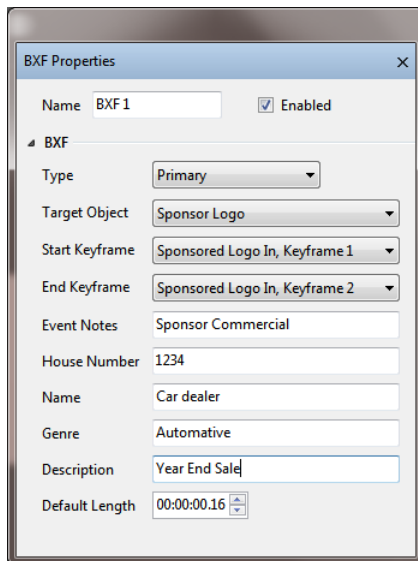 BXF Properties
Name BXF 1 Enabled
BXF
Type Primary
Target Object Sponsor Logo
Start Keyframe Sponsored Logo In, Keyframe 1
End Keyframe Sponsored Logo In, Keyframe 2
Event Notes Sponsor Commercial
House Number 1234
Name Car dealer
Genre Automative
Description Year End Sale
Default Length 00:00:00.16